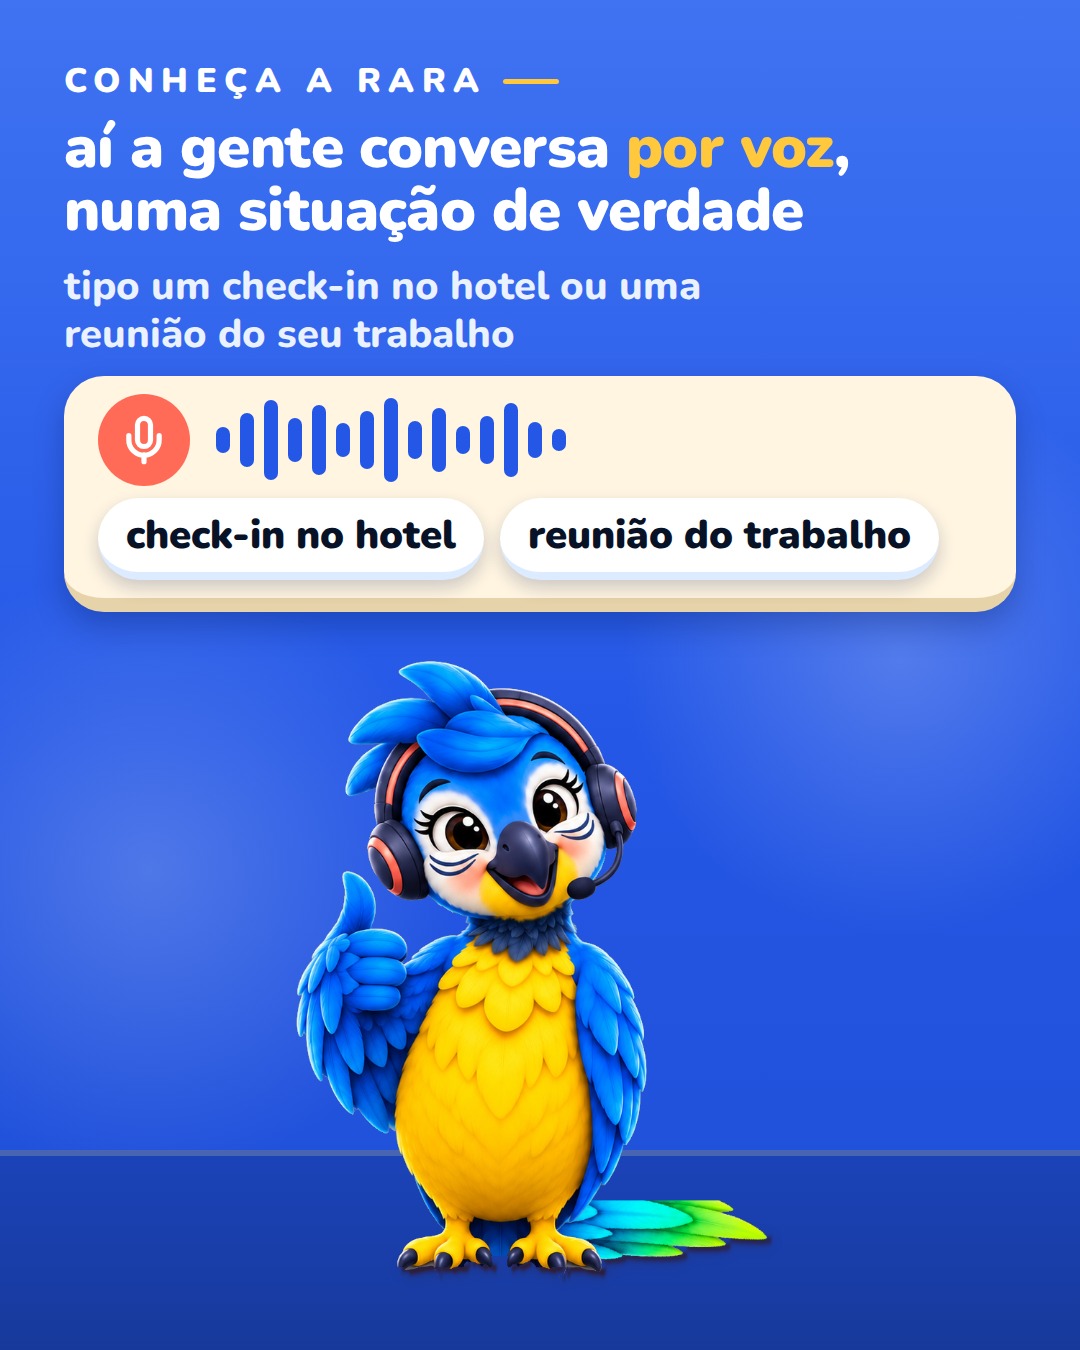 CONHEÇA A RARA
aí a gente conversa por voz,
numa situação de verdade
tipo um check-in no hotel ou uma
reunião do seu trabalho
check-in no hotel
reunião do trabalho